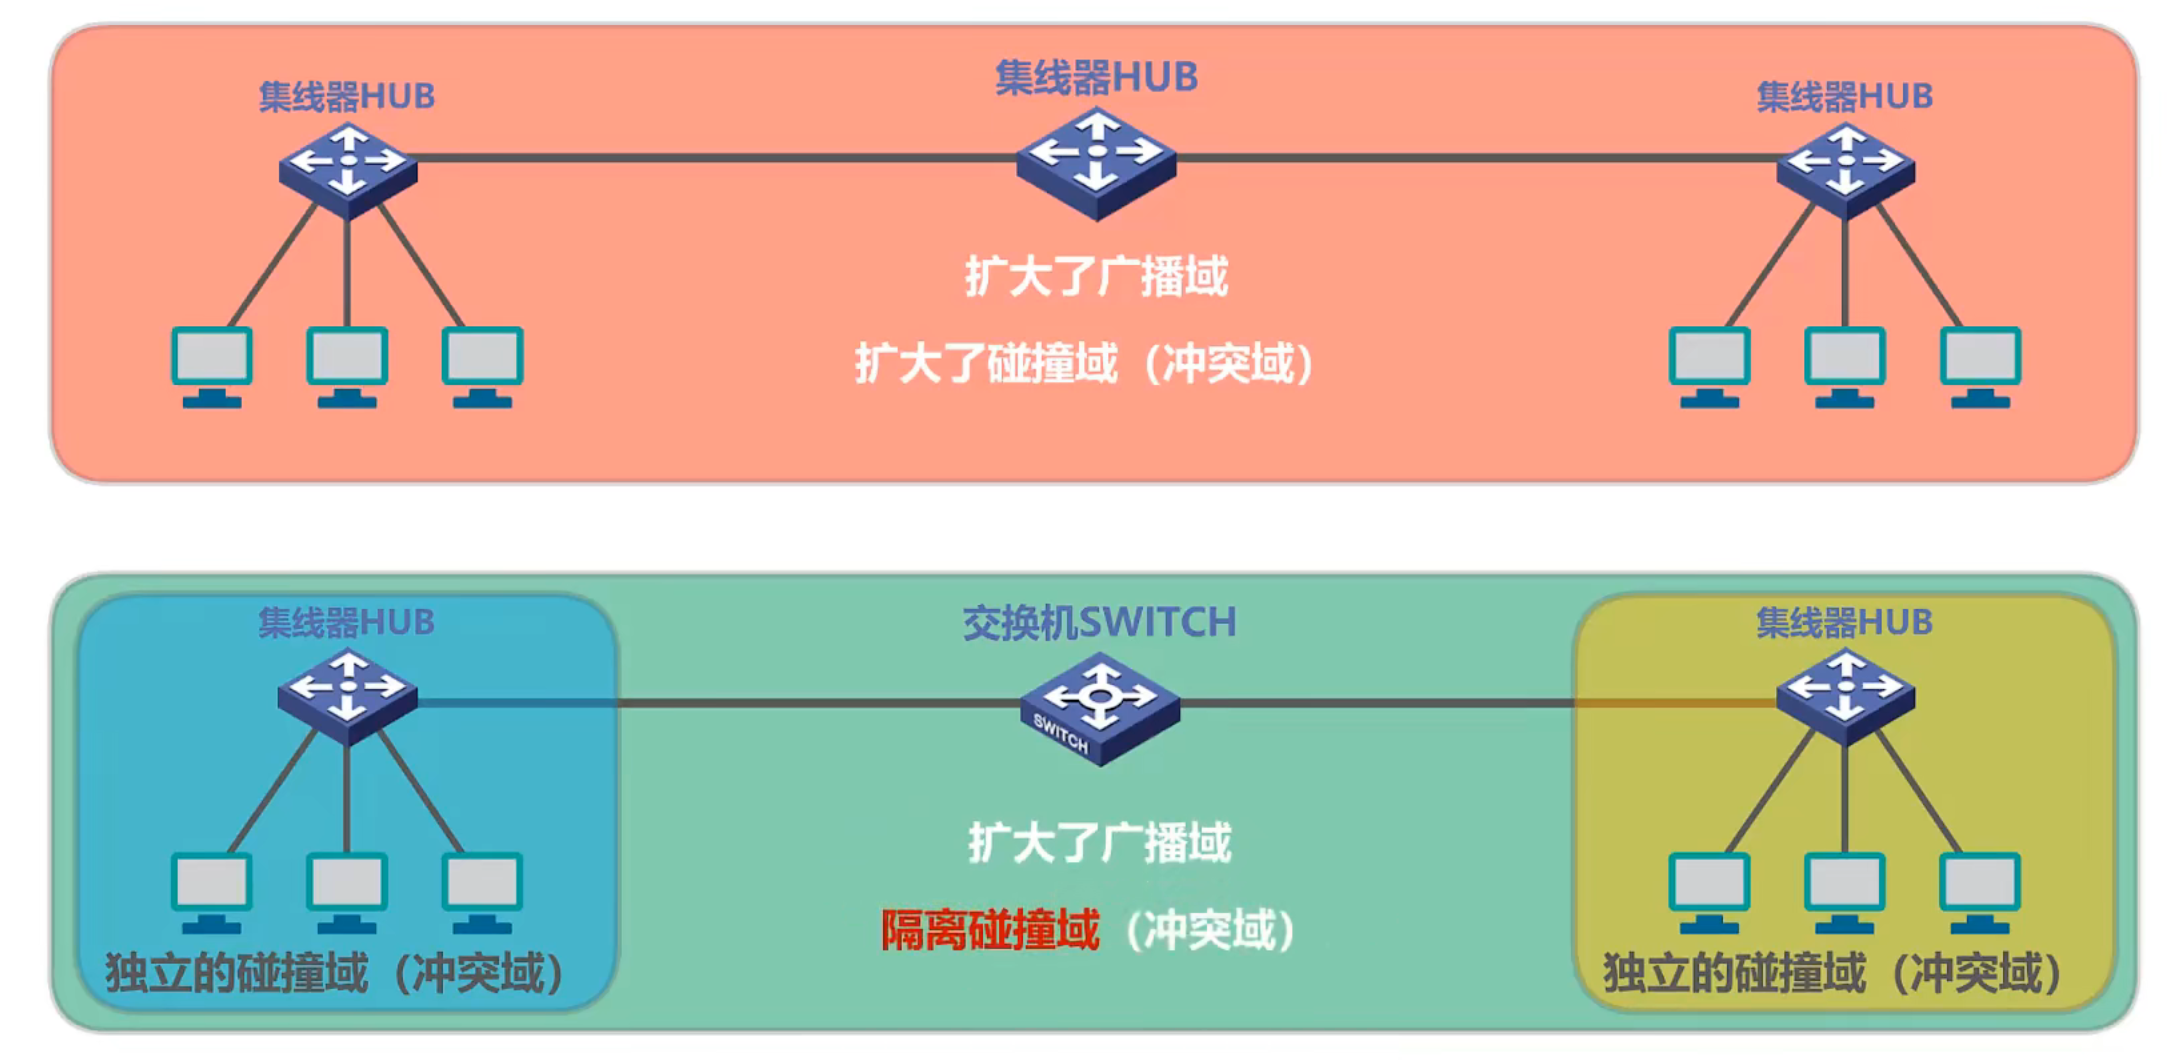 集线器HUB
集线器HUB
集线器HUB
扩大了广播域
扩大了碰撞域（冲突域）
集线器HUB
交换机SWITCH
集线器HUB
SWITCH
扩大了广播域
隔离碰撞域（冲突域）
独立的碰撞域（冲突域）
独立的碰撞域（冲突域）